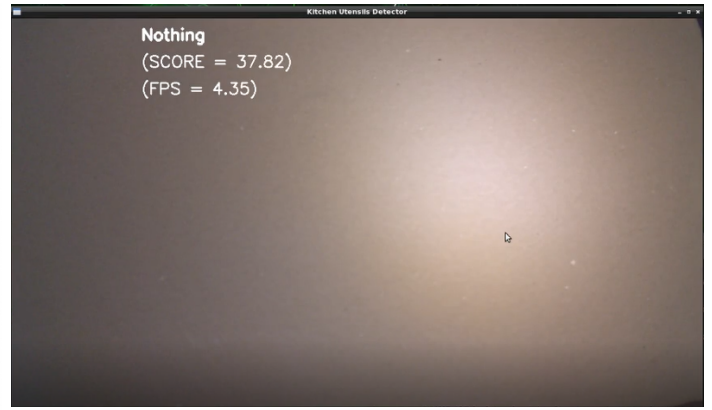 Kitchen Utensils Detector
Nothing
(SCORE = 37.82)
(FPS = 4.35)